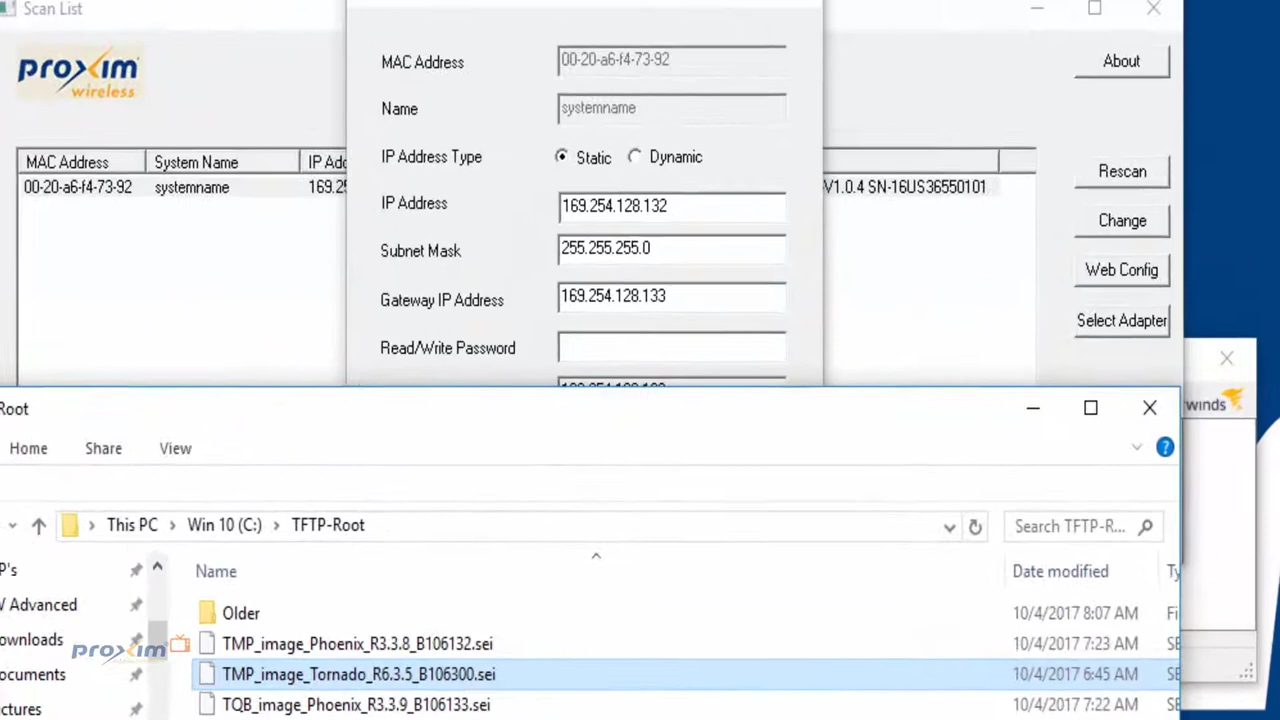 Scan List
proxim
wireless
About
MAC Address 00-20-a6-f4-73-92
Name systemname
IP Address Type Static Dynamic
MAC Address System Name
Rescan
00-20-a6-f4-73-92 systemname 169.25 V1.0.4 SN-16US36550101
IP Address 169.254.128.132
Change
Subnet Mask 255.255.255.0
Web Config
Gateway IP Address 169.254.128.133
Select Adapter
Read/Write Password
Root
winds
Home Share View
This PC Win 10 (C:) TFTP-Root Search TFTP-R...
P's
Name Date modified
Advanced
Older 10/4/2017 8:07 AM
ownloads
TMP_image_Phoenix_R3.3.8_B106132.sei 10/4/2017 7:23 AM
proxim
ocuments
TMP_image_Tornado_R6.3.5_B106300.sei 10/4/2017 6:45 AM
ictures
TQB_image_Phoenix_R3.3.9_B106133.sei 10/4/2017 7:22 AM